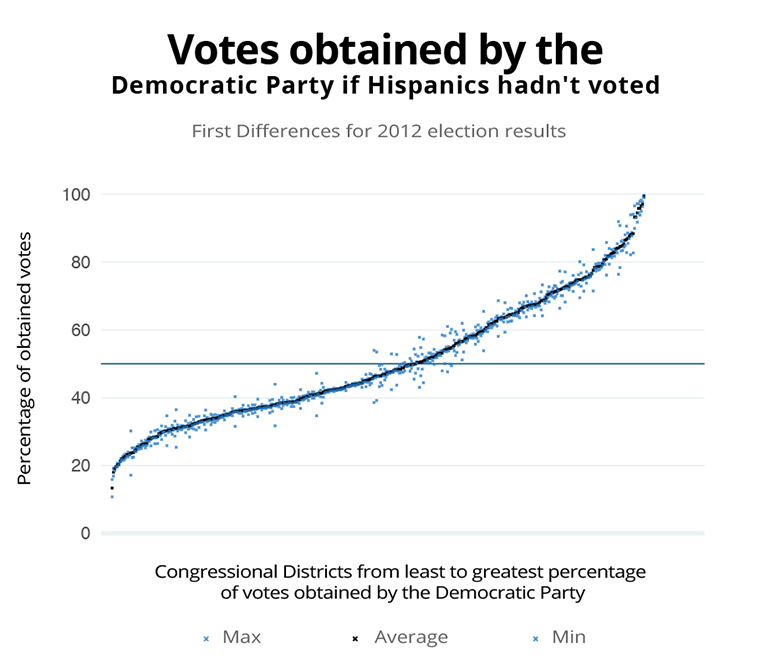 Votes obtained by the
Democratic Party if Hispanics hadn't voted
First Differences for 2012 election results
Percentage of obtained votes
100
80
60
40
20
0
Congressional Districts from least to greatest percentage
of votes obtained by the Democratic Party
Max
Average
Min